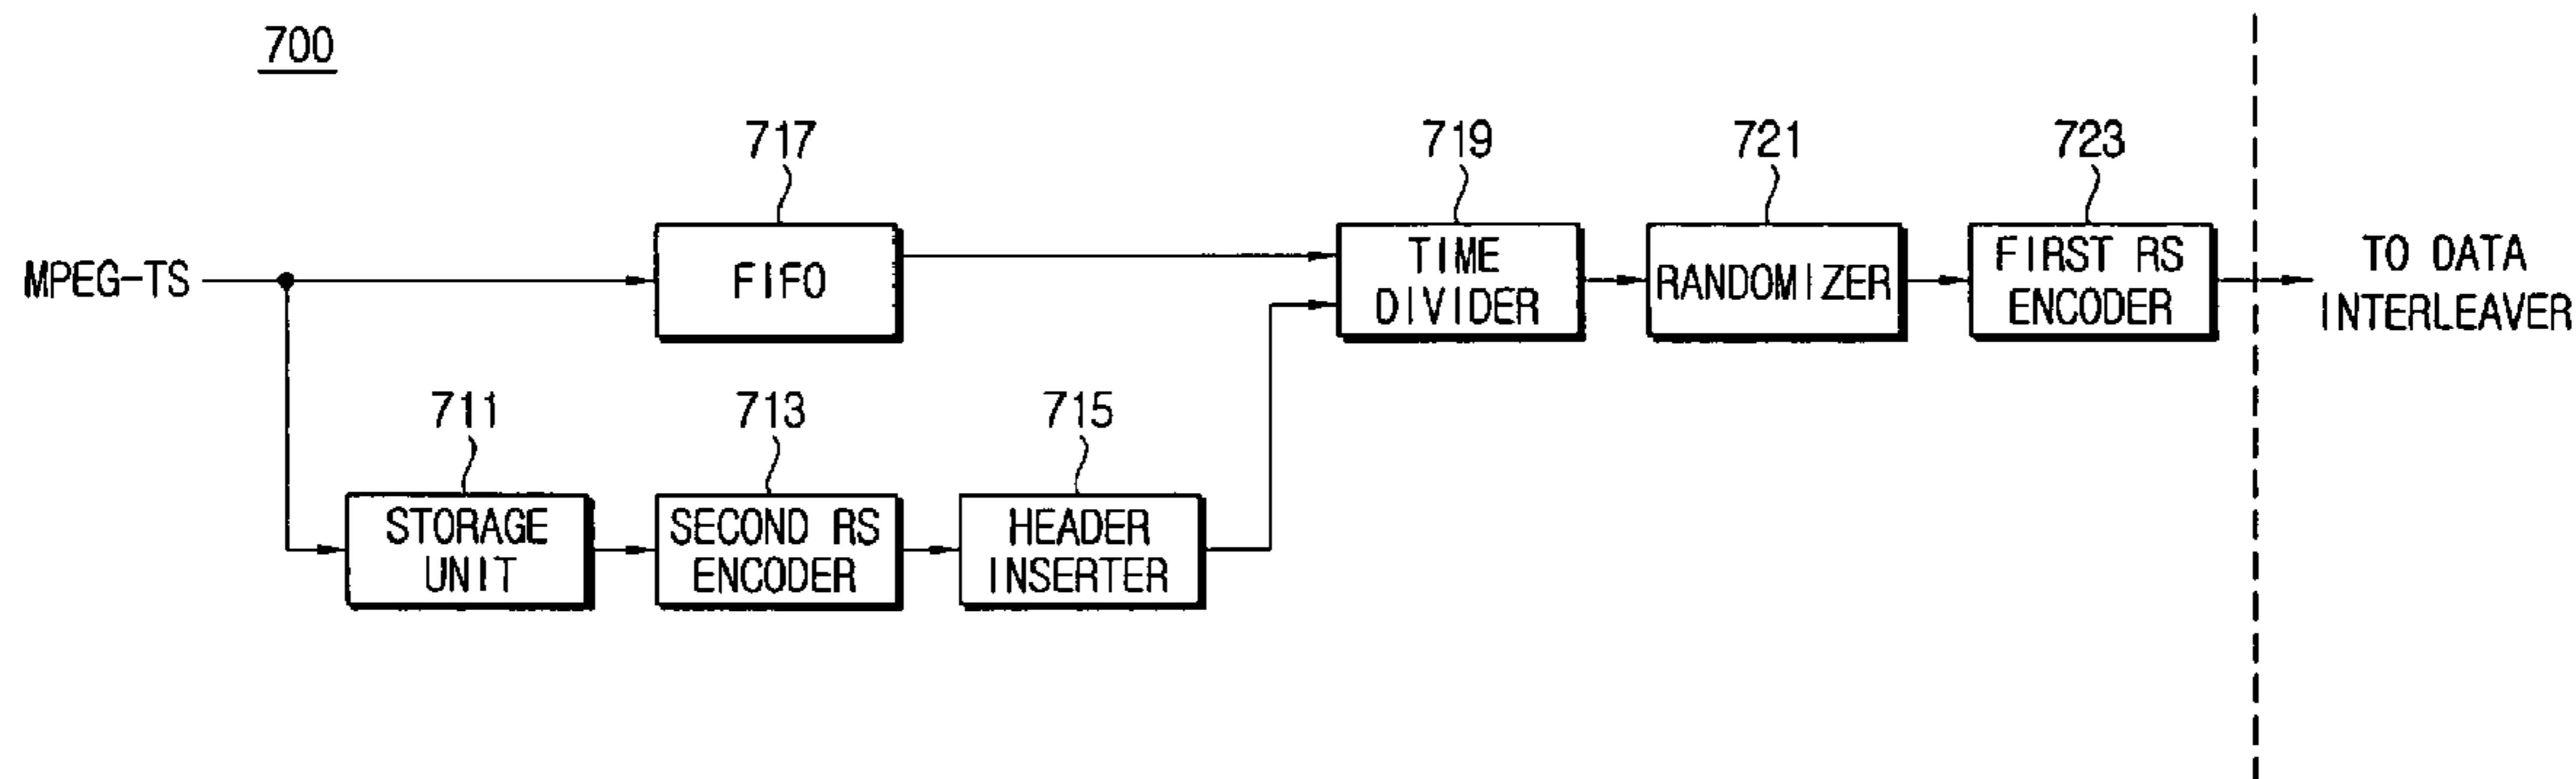 700
717
719
721
723
MPEG-TS
FIFO
TIME
DIVIDER
RANDOMIZER
FIRST RS
ENCODER
TO DATA
INTERLEAVER
711
713
715
STORAGE
UNIT
SECOND RS
ENCODER
HEADER
INSERTER